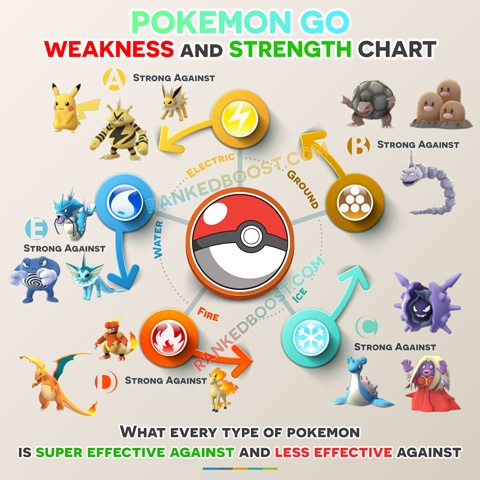 POKEMON GO
WEAKNESS AND STRENGTH CHART
A STRONG AGAINST
B STRONG AGAINST
ELECTRIC
GROUND
RANKEDBOOST.COM
E STRONG AGAINST
WATER
ICE
FIRE
RANKEDBOOST.COM
C STRONG AGAINST
D STRONG AGAINST
WHAT EVERY TYPE OF POKEMON
IS SUPER EFFECTIVE AGAINST AND LESS EFFECTIVE AGAINST